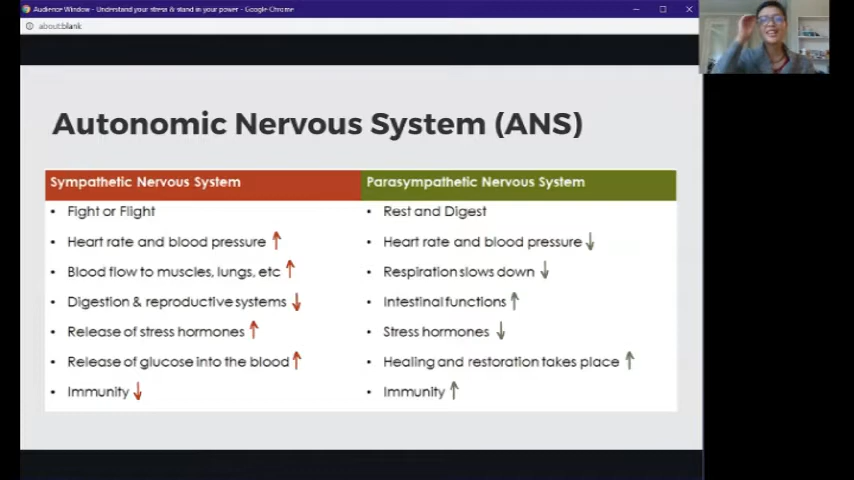 Audience Window - Understand your stress & stand in your power - Google Chrome
about:blank
Autonomic Nervous System (ANS)
Sympathetic Nervous System
• Fight or Flight
• Heart rate and blood pressure ↑
• Blood flow to muscles, lungs, etc ↑
• Digestion & reproductive systems ↓
• Release of stress hormones ↑
• Release of glucose into the blood ↑
• Immunity ↓
Parasympathetic Nervous System
• Rest and Digest
• Heart rate and blood pressure ↓
• Respiration slows down ↓
• Intestinal functions ↑
• Stress hormones ↓
• Healing and restoration takes place ↑
• Immunity ↑